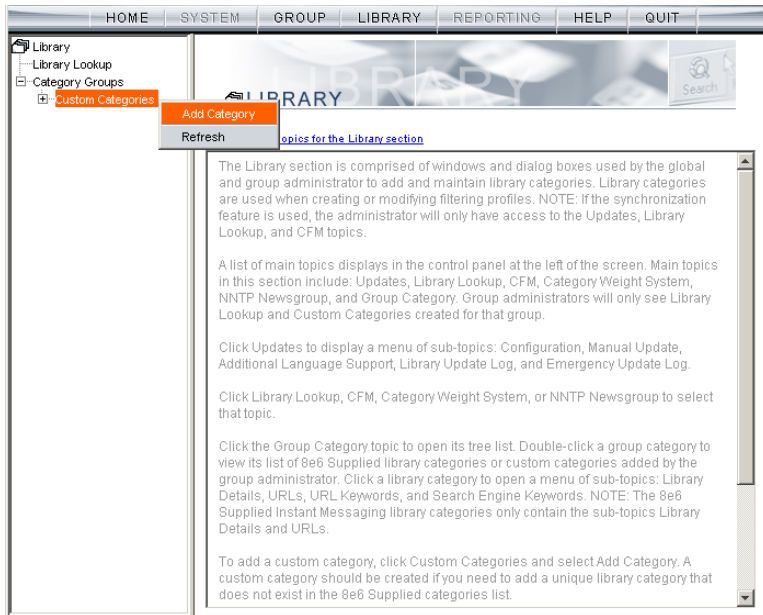 HOME SYSTEM GROUP LIBRARY REPORTING HELP QUIT
Library
Library Lookup
Category Groups
Custom Categories
Add Category
Refresh
LIBRARY
LIBRARY
Search
opics for the Library section
The Library section is comprised of windows and dialog boxes used by the global
and group administrator to add and maintain library categories. Library categories
are used when creating or modifying filtering profiles. NOTE: If the synchronization
feature is used, the administrator will only have access to the Updates, Library
Lookup, and CFM topics.
A list of main topics displays in the control panel at the left of the screen. Main topics
in this section include: Updates, Library Lookup, CFM, Category Weight System,
NNTP Newsgroup, and Group Category. Group administrators will only see Library
Lookup and Custom Categories created for that group.
Click Updates to display a menu of sub-topics: Configuration, Manual Update,
Additional Language Support, Library Update Log, and Emergency Update Log.
Click Library Lookup, CFM, Category Weight System, or NNTP Newsgroup to select
that topic.
Click the Group Category topic to open its tree list. Double-click a group category to
view its list of 8e6 Supplied library categories or custom categories added by the
group administrator. Click a library category to open a menu of sub-topics: Library
Details, URLs, URL Keywords, and Search Engine Keywords. NOTE: The 8e6
Supplied Instant Messaging library categories only contain the sub-topics Library
Details and URLs.
To add a custom category, click Custom Categories and select Add Category. A
custom category should be created if you need to add a unique library category that
does not exist in the 8e6 Supplied categories list.